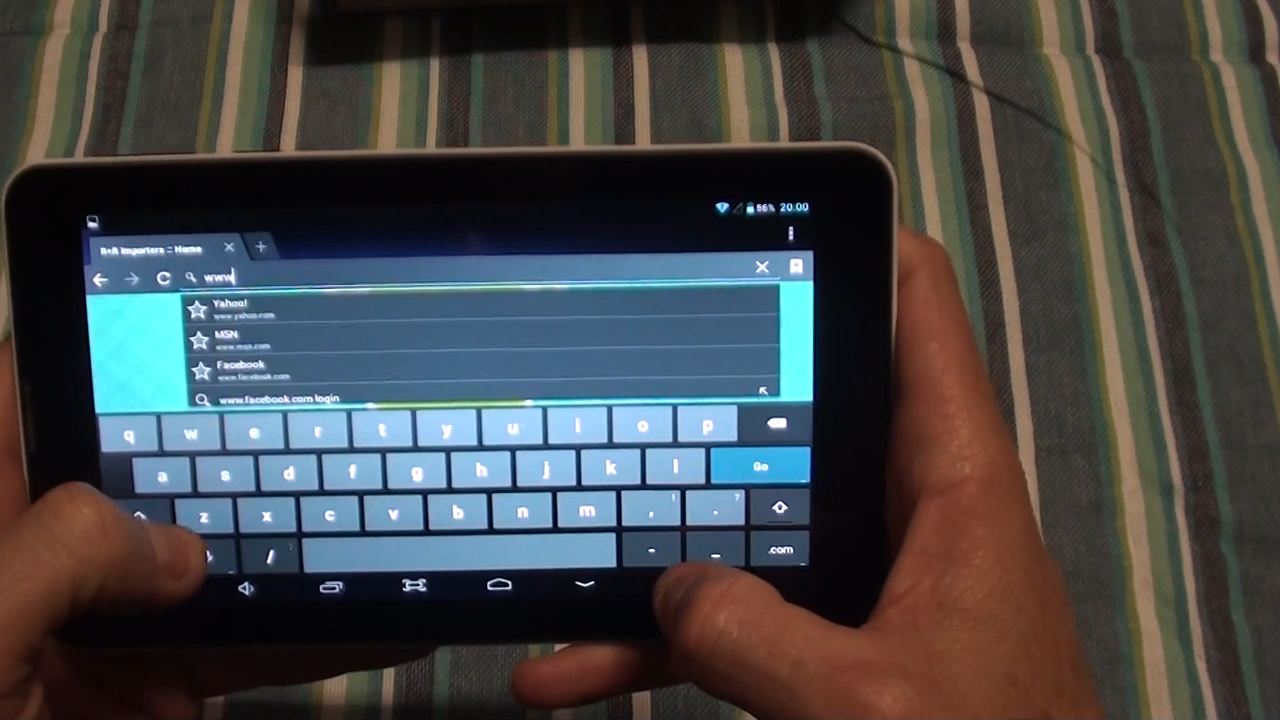 56% 20.00
A+A Importers :: Home
www
Yahoo!
www.yahoo.com
MSN
www.msn.com
Facebook
www.facebook.com
www.facebook.com login
q w e r t y u i o p
a s d f g h j k l Go
z x c v b n m , ! . ?
/ : - _ .com